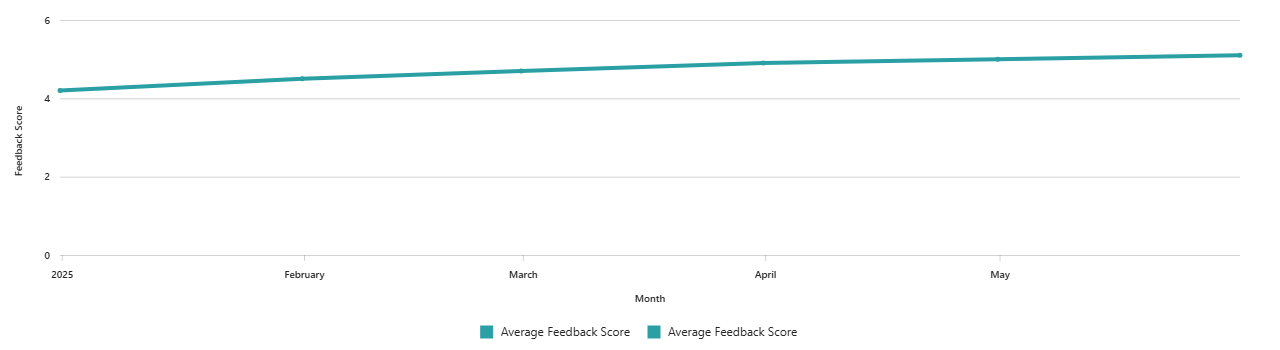 6
4
2
0
Feedback Score
2025 February March April May
Month
Average Feedback Score Average Feedback Score